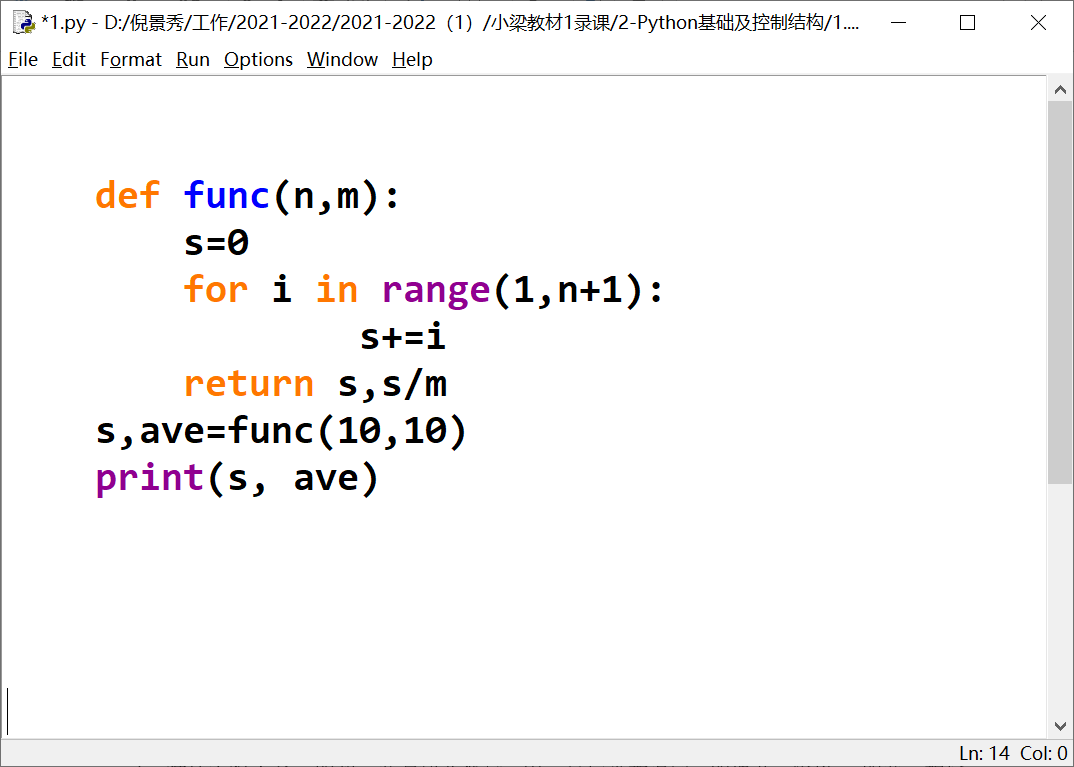 *1.py - D:/倪景秀/工作/2021-2022/2021-2022（1）/小梁教材1录课/2-Python基础及控制结构/1....
File Edit Format Run Options Window Help
def func(n,m):
    s=0
    for i in range(1,n+1):
            s+=i
    return s,s/m
s,ave=func(10,10)
print(s, ave)
Ln: 14 Col: 0